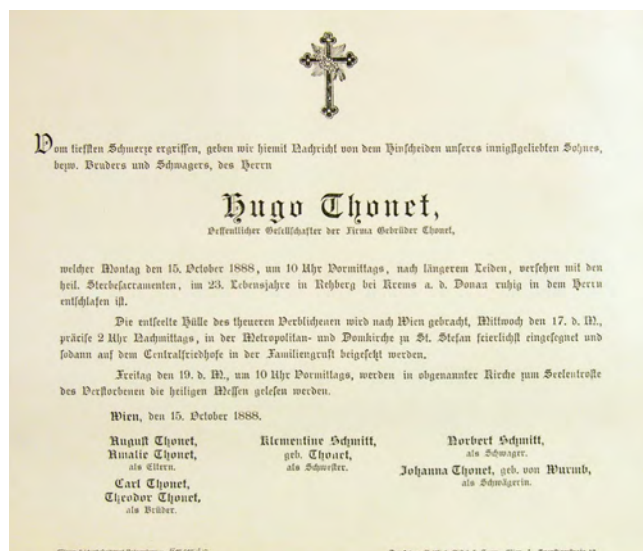 Vom tiefsten Schmerze ergriffen, geben wir hiemit Nachricht von dem Hinscheiden unseres innigstgeliebten Sohnes,
bezw. Bruders und Schwagers, des Herrn
Hugo Thonet,
Oeffentlicher Gesellschafter der Firma Gebrüder Thonet,
welcher Montag den 15. October 1888, um 10 Uhr Vormittags, nach längerem Leiden, versehen mit den
heil. Sterbesacramenten, im 23. Lebensjahre in Rehberg bei Krems a. d. Donau ruhig in dem Herrn
entschlafen ist.
Die entseelte Hülle des theueren Verblichenen wird nach Wien gebracht, Mittwoch den 17. d. M.,
präcise 2 Uhr Nachmittags, in der Metropolitan- und Domkirche zu St. Stefan feierlichst eingesegnet und
sodann auf dem Centralfriedhofe in der Familiengruft beigesetzt werden.
Freitag den 19. d. M., um 10 Uhr Vormittags, werden in obgenannter Kirche zum Seelentroste
des Verstorbenen die heiligen Messen gelesen werden.
Wien, den 15. October 1888.
August Thonet,
Amalie Thonet,
als Eltern.
Carl Thonet,
Theodor Thonet,
als Brüder.
Klementine Schmitt,
geb. Thonet,
als Schwester.
Norbert Schmitt,
als Schwager.
Johanna Thonet, geb. von Wurmb,
als Schwägerin.